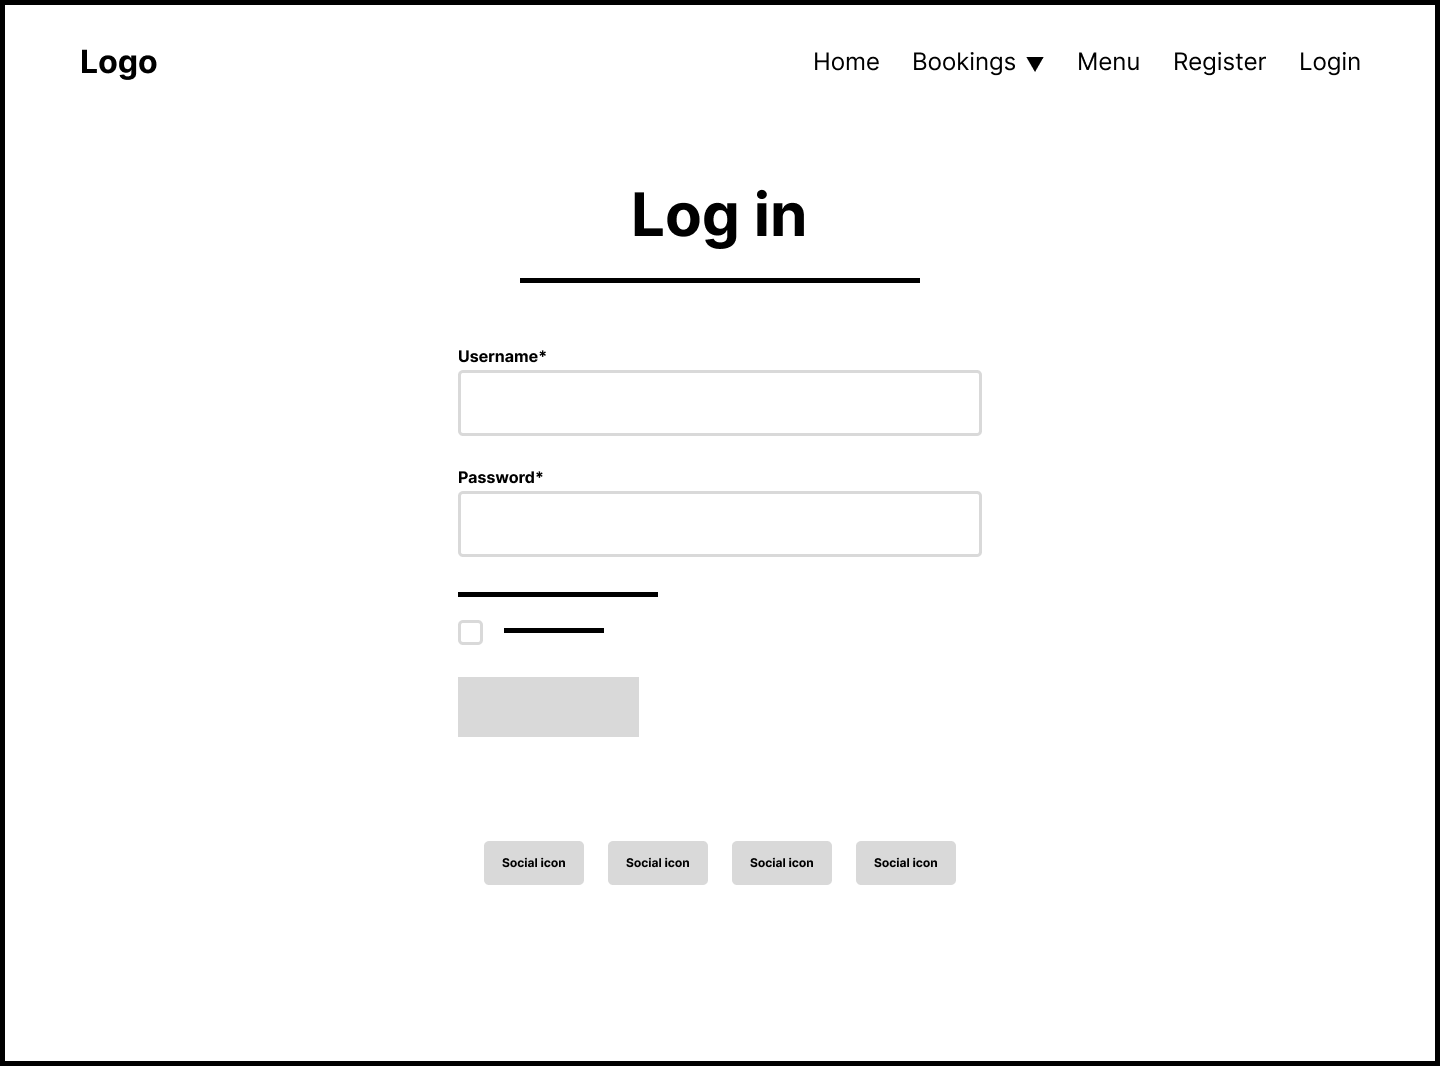 Logo
Home Bookings ▼ Menu Register Login
Log in
Username*
Password*
Social icon Social icon Social icon Social icon